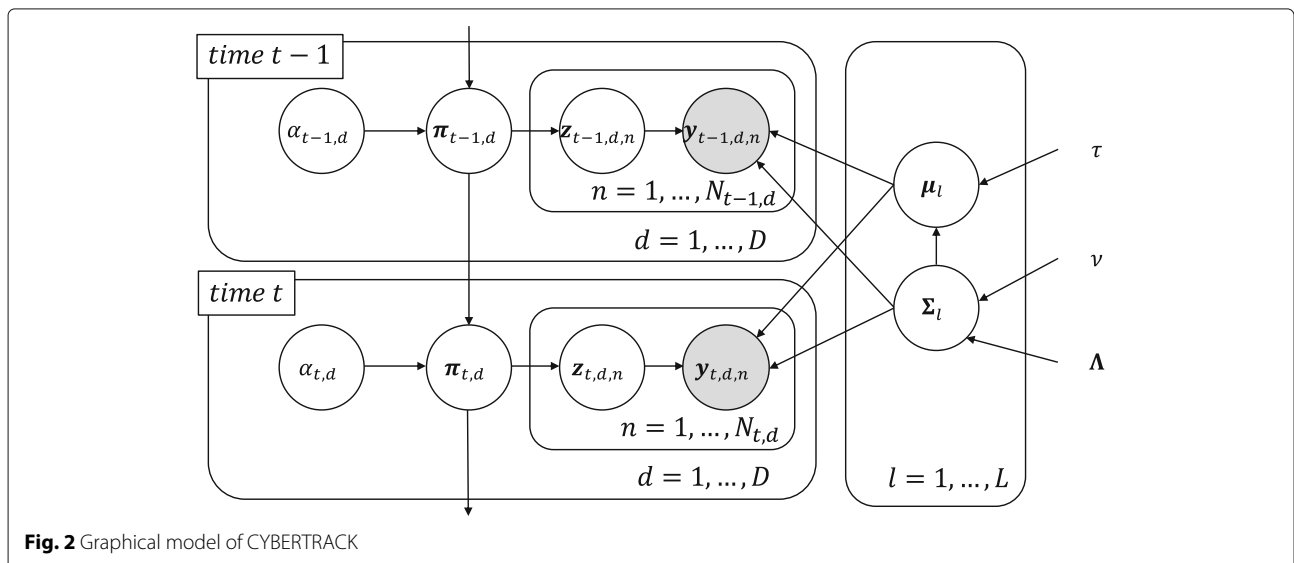 time t − 1
α_{t−1,d}
π_{t−1,d}
z_{t−1,d,n}
y_{t−1,d,n}
n = 1, …, N_{t−1,d}
d = 1, …, D
time t
α_{t,d}
π_{t,d}
z_{t,d,n}
y_{t,d,n}
n = 1, …, N_{t,d}
d = 1, …, D
μ_l
Σ_l
l = 1, …, L
τ
ν
Λ
Fig. 2 Graphical model of CYBERTRACK